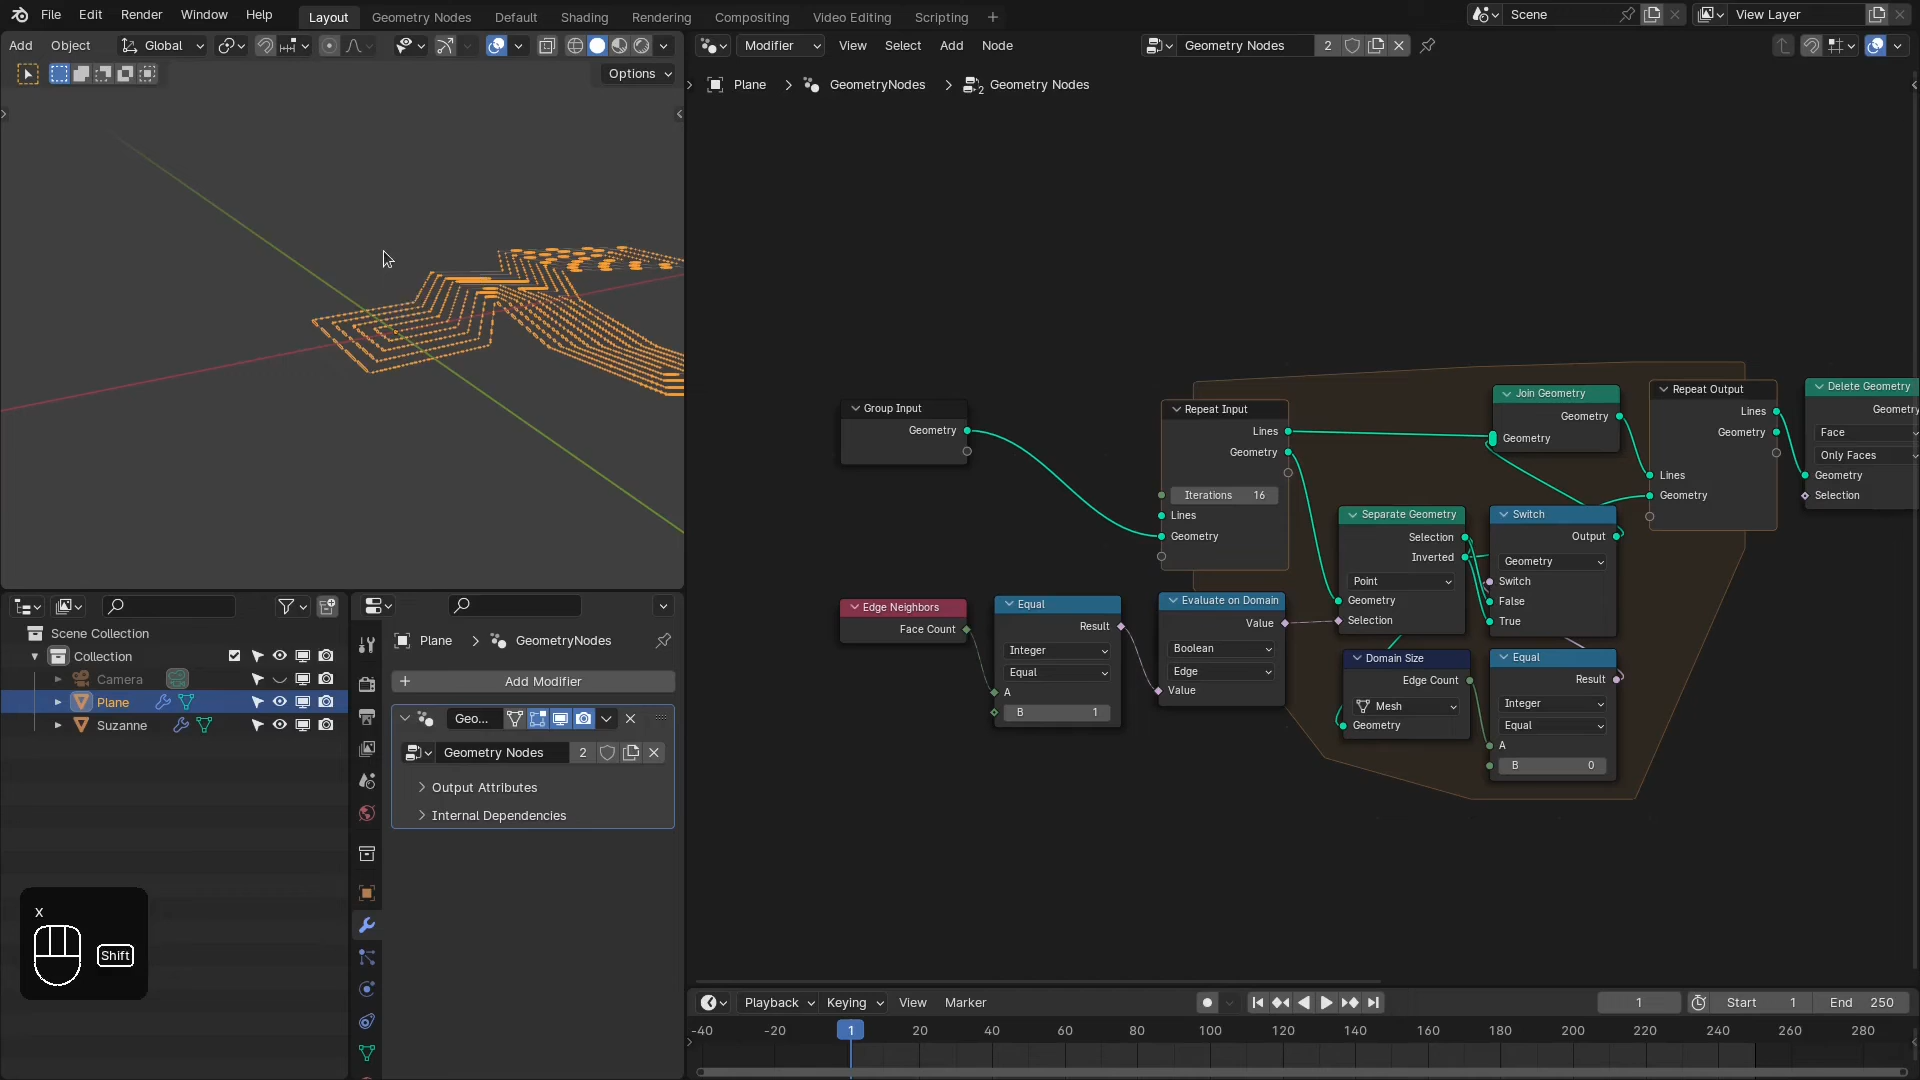 File Edit Render Window Help
Layout Geometry Nodes Default Shading Rendering Compositing Video Editing Scripting +
Scene
View Layer
Add Object Global
Options
Modifier View Select Add Node
Geometry Nodes 2
Plane > GeometryNodes > 2 Geometry Nodes
Group Input
Geometry
Repeat Input
Lines
Geometry
Iterations 16
Lines
Geometry
Join Geometry
Geometry
Geometry
Repeat Output
Lines
Geometry
Lines
Geometry
Delete Geometry
Geometry
Face
Only Faces
Geometry
Selection
Separate Geometry
Selection
Inverted
Point
Geometry
Selection
Switch
Output
Geometry
Switch
False
True
Edge Neighbors
Face Count
Equal
Result
Integer
Equal
A
B 1
Evaluate on Domain
Value
Boolean
Edge
Value
Domain Size
Edge Count
Mesh
Geometry
Equal
Result
Integer
Equal
A
B 0
Scene Collection
Collection
Camera
Plane
Suzanne
Plane > GeometryNodes
+ Add Modifier
Geo...
Geometry Nodes 2
Output Attributes
Internal Dependencies
x
Shift
Playback Keying View Marker
1 Start 1 End 250
-40 -20 1 20 40 60 80 100 120 140 160 180 200 220 240 260 280